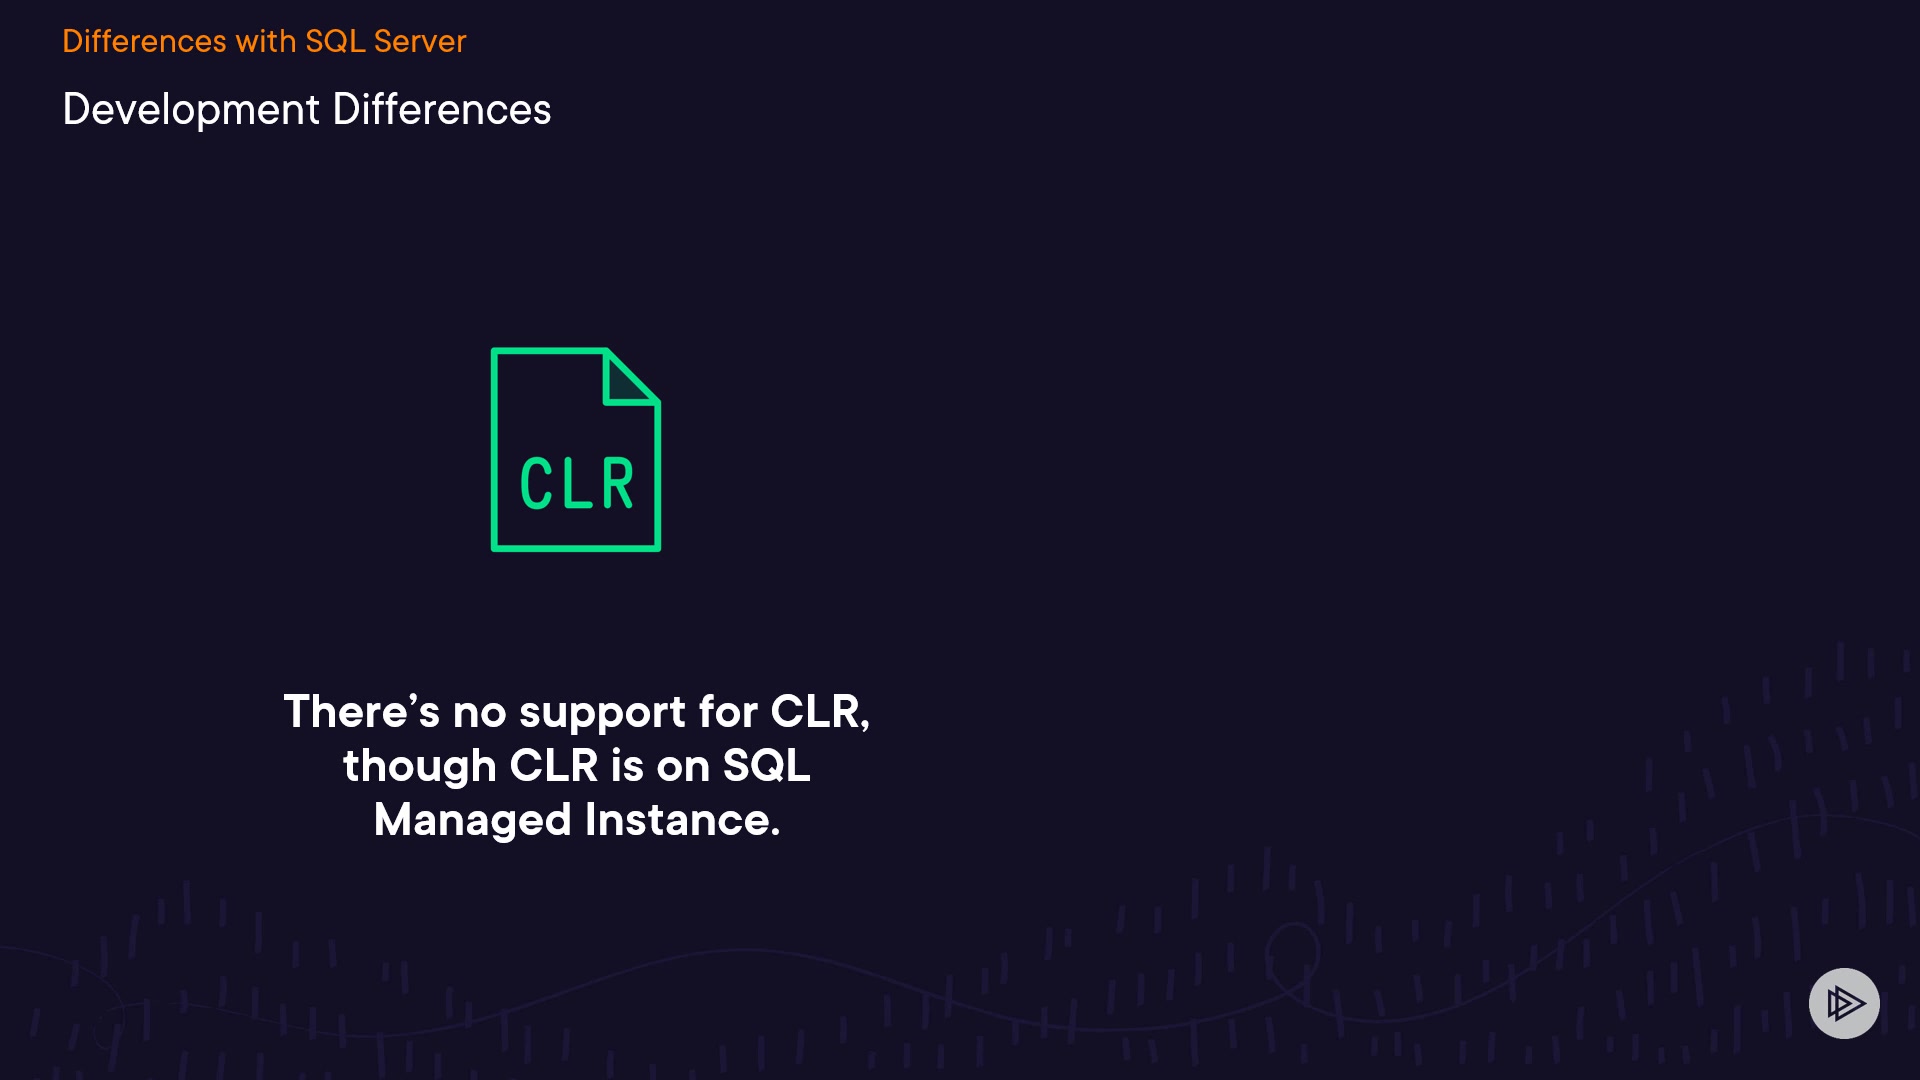 Differences with SQL Server
Development Differences
CLR
There’s no support for CLR,
though CLR is on SQL
Managed Instance.